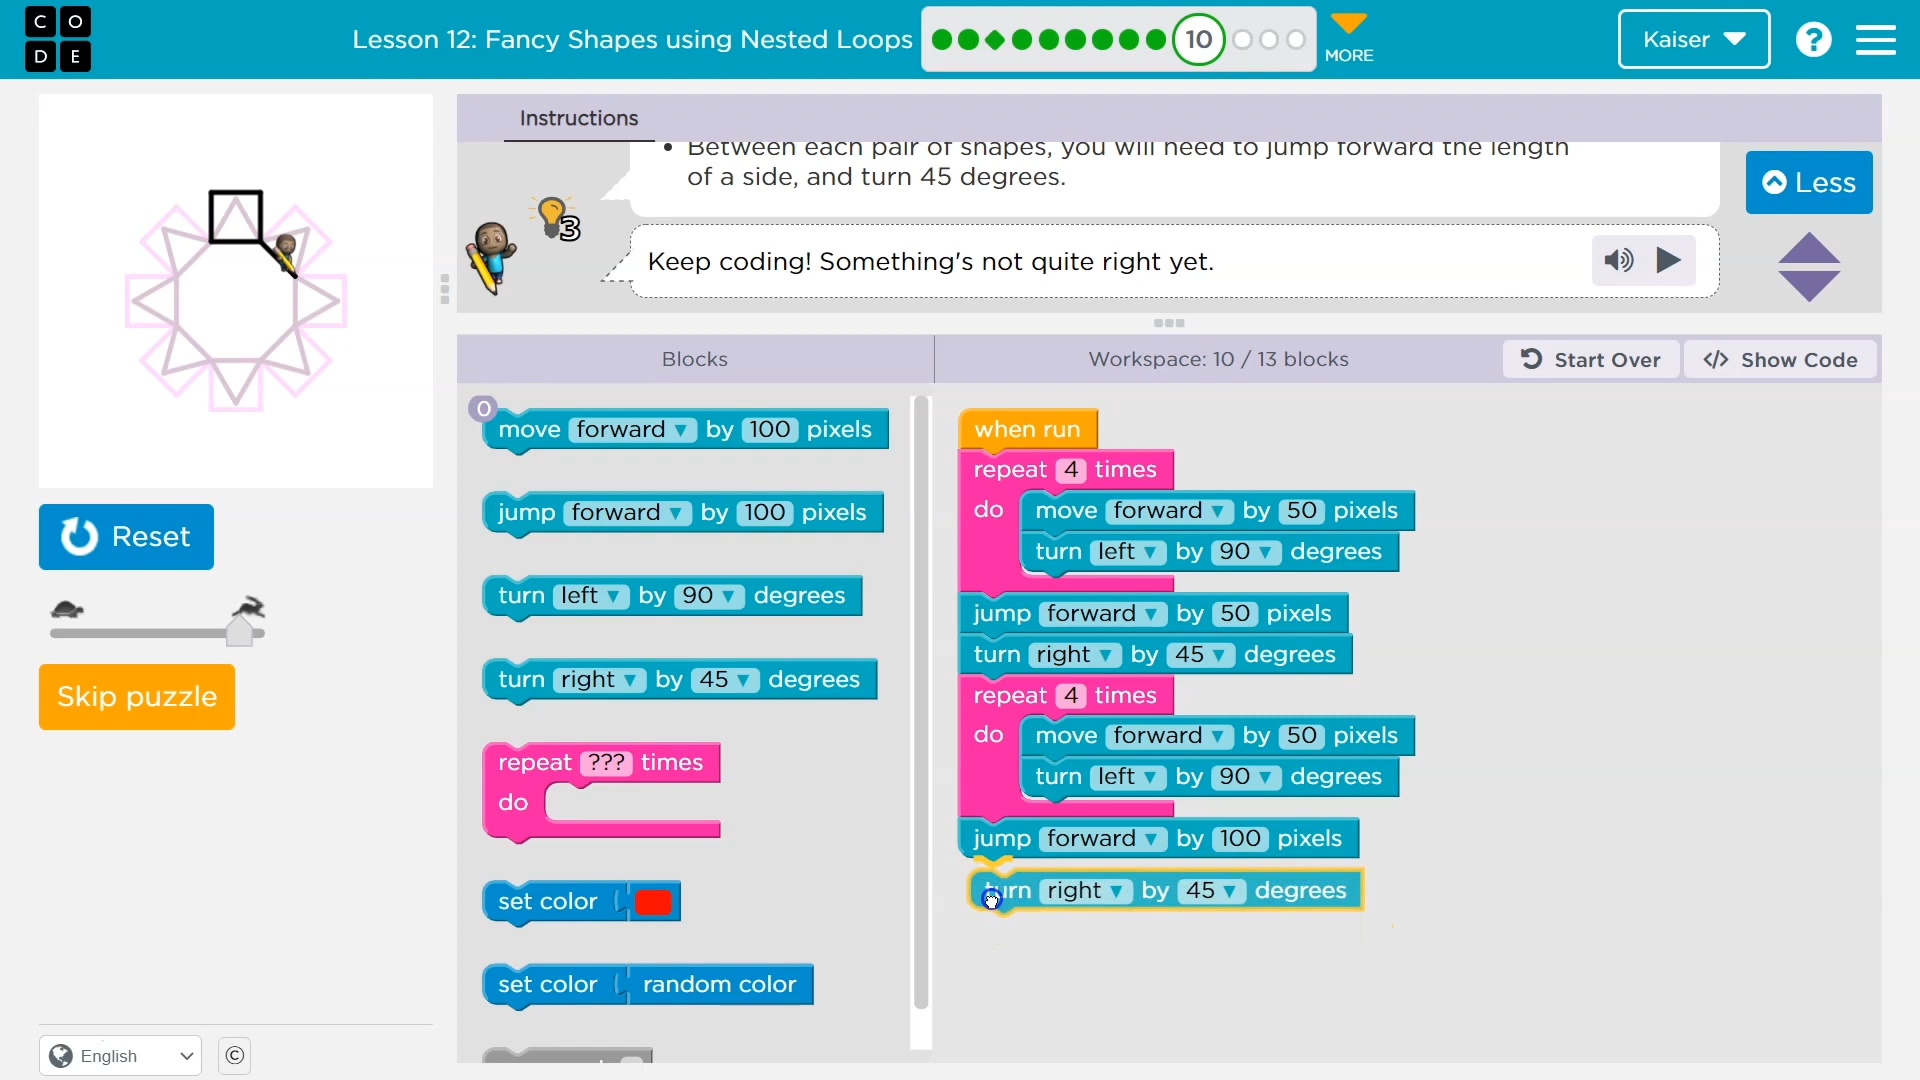 C O
D E
Lesson 12: Fancy Shapes using Nested Loops
10
MORE
Kaiser
?
Instructions
• Between each pair of shapes, you will need to jump forward the length
of a side, and turn 45 degrees.
Less
3
Keep coding! Something's not quite right yet.
Blocks
Workspace: 10 / 13 blocks
Start Over
</> Show Code
0
move forward ▼ by 100 pixels
jump forward ▼ by 100 pixels
turn left ▼ by 90 ▼ degrees
turn right ▼ by 45 ▼ degrees
repeat ??? times
do
set color
set color random color
when run
repeat 4 times
do move forward ▼ by 50 pixels
turn left ▼ by 90 ▼ degrees
jump forward ▼ by 50 pixels
turn right ▼ by 45 ▼ degrees
repeat 4 times
do move forward ▼ by 50 pixels
turn left ▼ by 90 ▼ degrees
jump forward ▼ by 100 pixels
turn right ▼ by 45 ▼ degrees
Reset
Skip puzzle
English
©